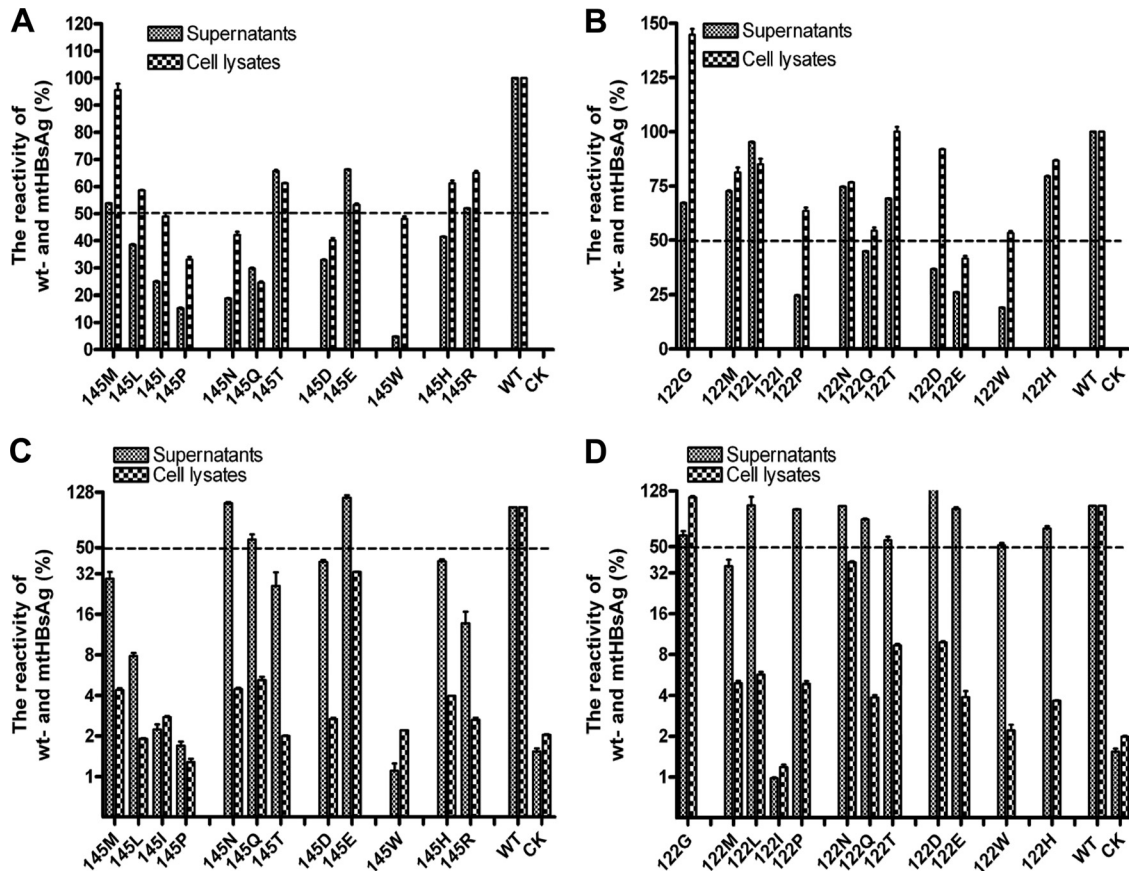 A
The reactivity of
wt- and mtHBsAg (%)
Supernatants
Cell lysates
120
110
100
90
80
70
60
50
40
30
20
10
0
145M 145L 145I 145P 145N 145Q 145T 145D 145E 145W 145H 145R WT CK
B
The reactivity of
wt- and mtHBsAg (%)
Supernatants
Cell lysates
150
125
100
75
50
25
0
122G 122M 122L 122I 122P 122N 122Q 122T 122D 122E 122W 122H WT CK
C
The reactivity of
wt- and mtHBsAg (%)
Supernatants
Cell lysates
128
50
32
16
8
4
2
1
145M 145L 145I 145P 145N 145Q 145T 145D 145E 145W 145H 145R WT CK
D
The reactivity of
wt- and mtHBsAg (%)
Supernatants
Cell lysates
128
50
32
16
8
4
2
1
122G 122M 122L 122I 122P 122N 122Q 122T 122D 122E 122W 122H WT CK